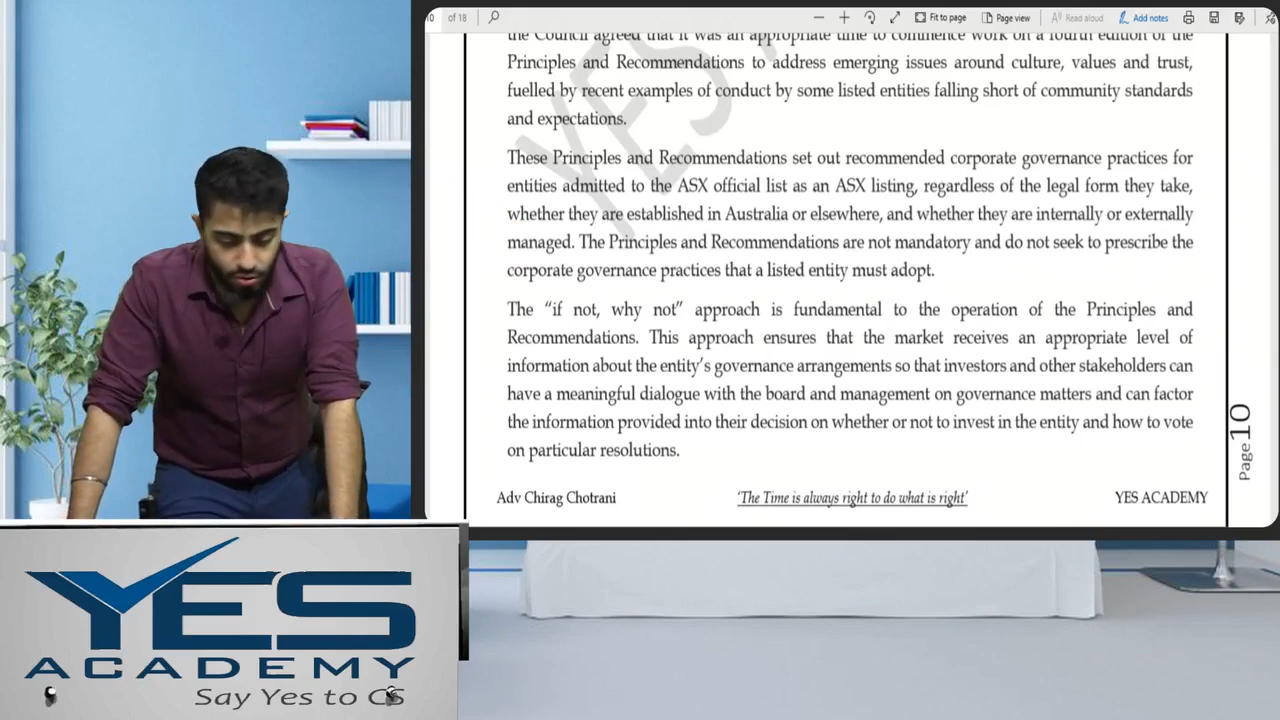 10 of 18 Fit to page Page view Read aloud Add notes
the Council agreed that it was an appropriate time to commence work on a fourth edition of the
Principles and Recommendations to address emerging issues around culture, values and trust,
fuelled by recent examples of conduct by some listed entities falling short of community standards
and expectations.
These Principles and Recommendations set out recommended corporate governance practices for
entities admitted to the ASX official list as an ASX listing, regardless of the legal form they take,
whether they are established in Australia or elsewhere, and whether they are internally or externally
managed. The Principles and Recommendations are not mandatory and do not seek to prescribe the
corporate governance practices that a listed entity must adopt.
The “if not, why not” approach is fundamental to the operation of the Principles and
Recommendations. This approach ensures that the market receives an appropriate level of
information about the entity’s governance arrangements so that investors and other stakeholders can
have a meaningful dialogue with the board and management on governance matters and can factor
the information provided into their decision on whether or not to invest in the entity and how to vote
on particular resolutions.
Page 10
Adv Chirag Chotrani ‘The Time is always right to do what is right’ YES ACADEMY
YES
YES
ACADEMY
Say Yes to CS